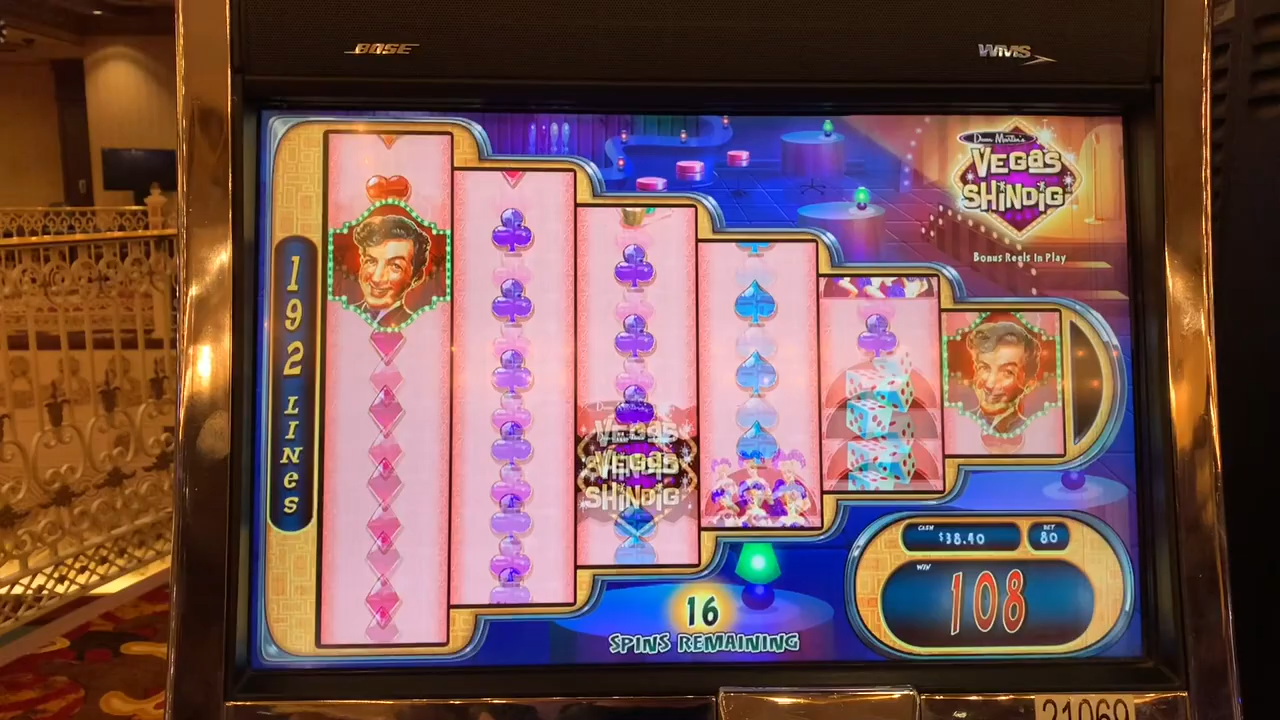 BOSE
WMS
Dean Martin's
VEGAS
SHINDIG
Bonus Reels In Play
192 LINES
VEGAS
VEGAS
SHINDIG
CASH
$38.40
BET
80
WIN
108
16
SPINS REMAINING
21069